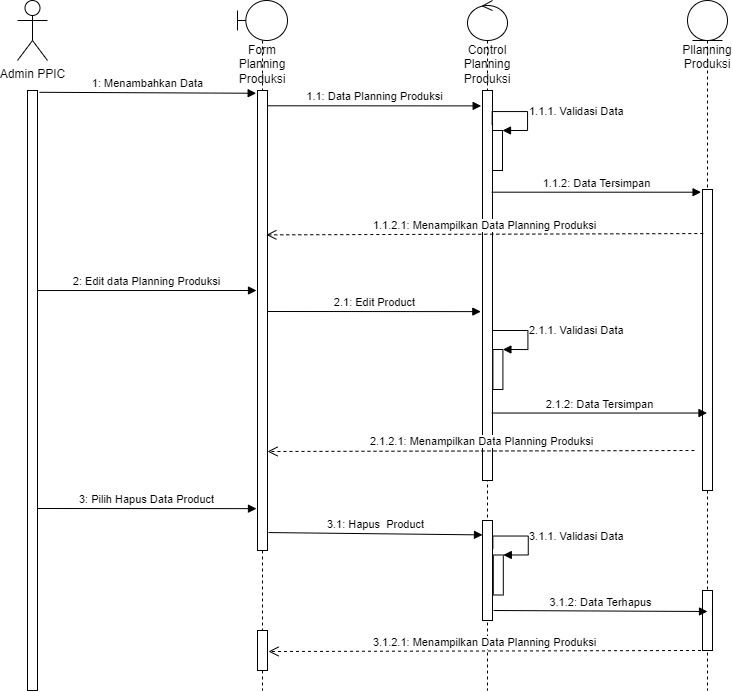 Admin PPIC
Form
Planning
Produksi
Control
Planning
Produksi
Pllanning
Produksi
1: Menambahkan Data
1.1: Data Planning Produksi
1.1.1. Validasi Data
1.1.2: Data Tersimpan
1.1.2.1: Menampilkan Data Planning Produksi
2: Edit data Planning Produksi
2.1: Edit Product
2.1.1. Validasi Data
2.1.2: Data Tersimpan
2.1.2.1: Menampilkan Data Planning Produksi
3: Pilih Hapus Data Product
3.1: Hapus  Product
3.1.1. Validasi Data
3.1.2: Data Terhapus
3.1.2.1: Menampilkan Data Planning Produksi